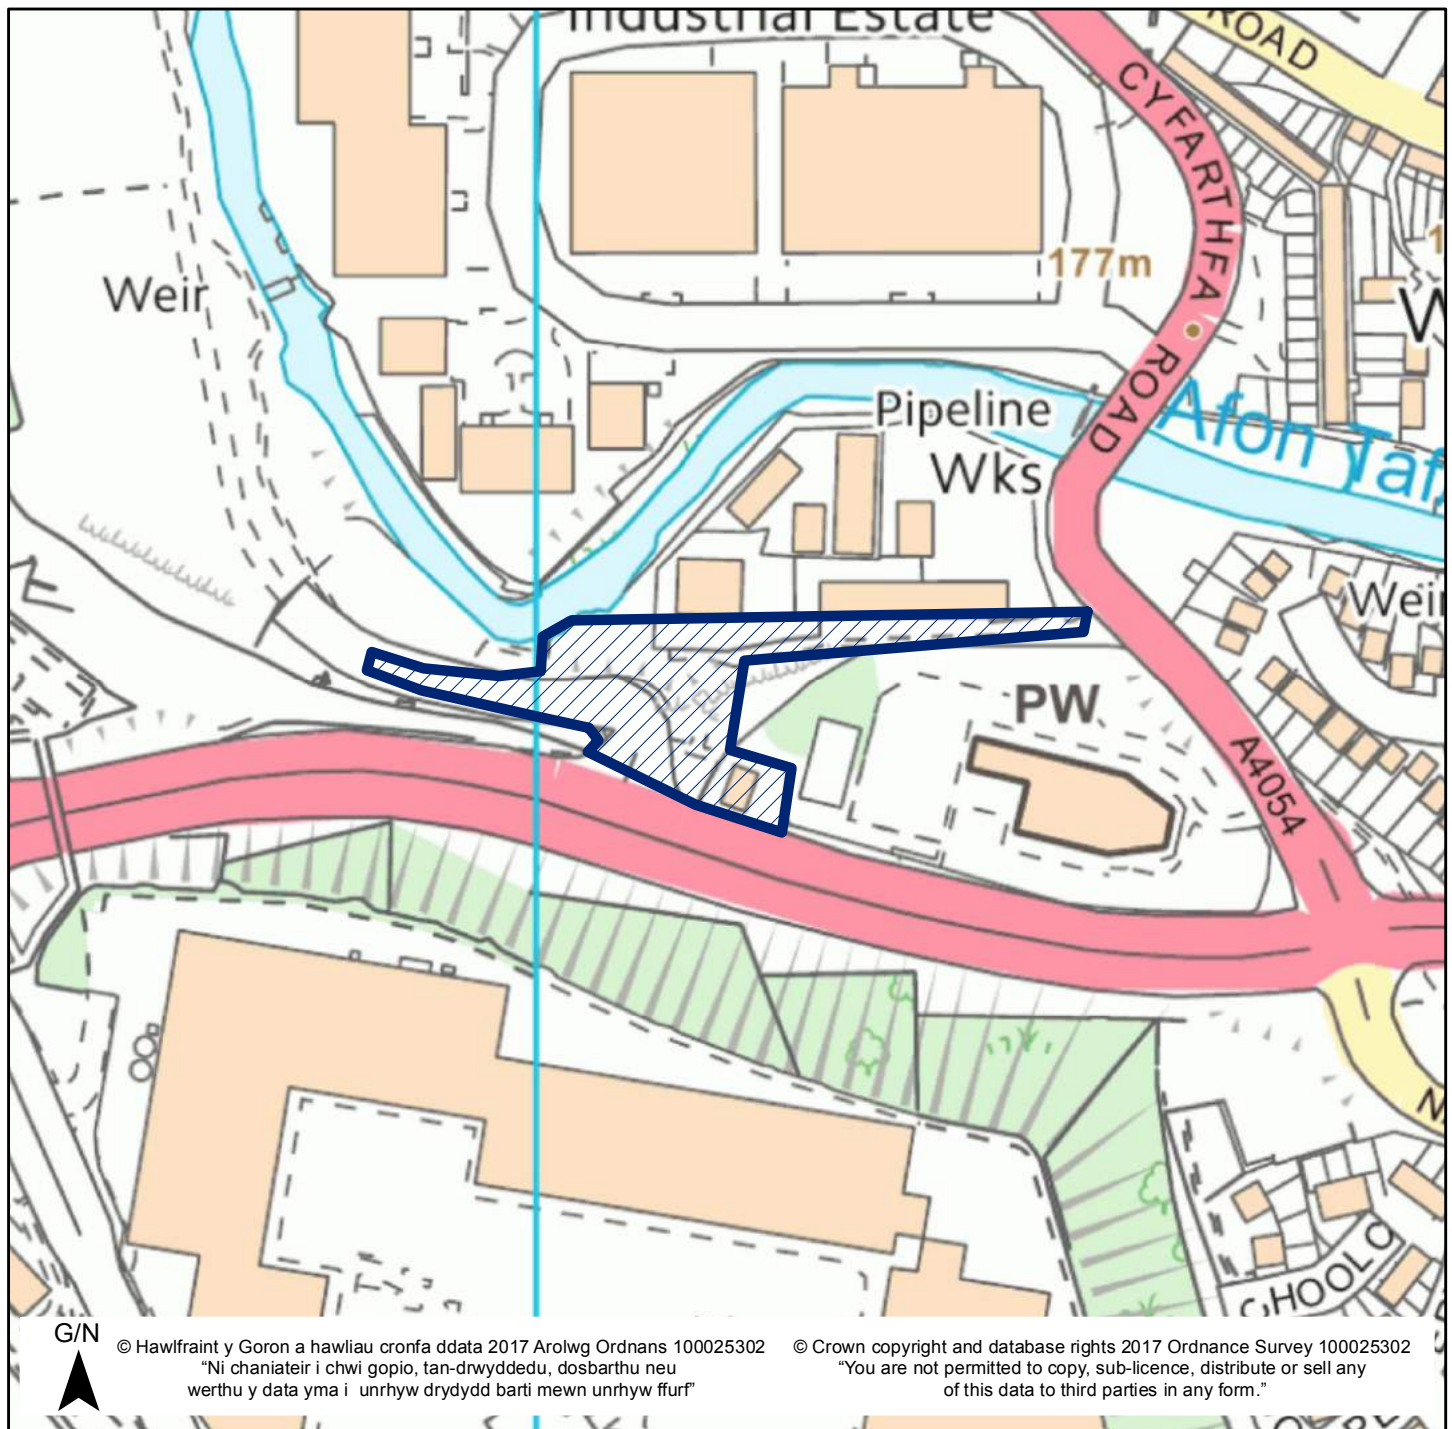 Industrial Estate
ROAD
CYFARTHFA ROAD
177m
Weir
Pipeline
Wks
Afon Taf
Weir
PW
A4054
G/N
© Hawlfraint y Goron a hawliau cronfa ddata 2017 Arolwg Ordnans 100025302
“Ni chaniateir i chwi gopio, tan-drwyddedu, dosbarthu neu
werthu y data yma i unrhyw drydydd barti mewn unrhyw ffurf”
© Crown copyright and database rights 2017 Ordnance Survey 100025302
“You are not permitted to copy, sub-licence, distribute or sell any
of this data to third parties in any form.”